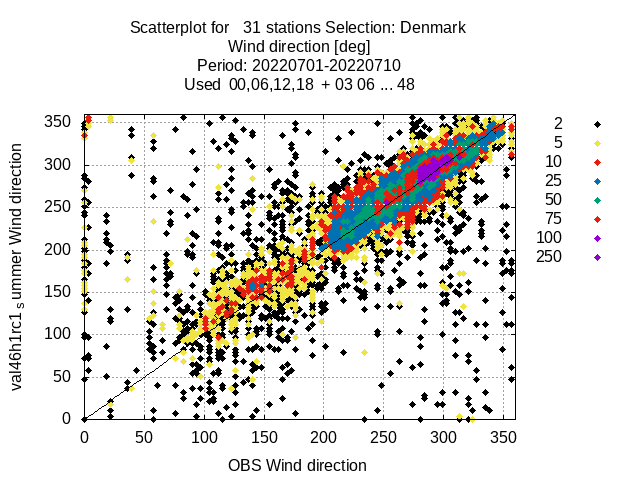 Scatterplot for 31 stations Selection: Denmark
Wind direction [deg]
Period: 20220701-20220710
Used 00,06,12,18 + 03 06 ... 48
350
300
250
200
150
100
50
0
val46h1rc1 summer Wind direction
0 50 100 150 200 250 300 350
OBS Wind direction
2
5
10
25
50
75
100
250